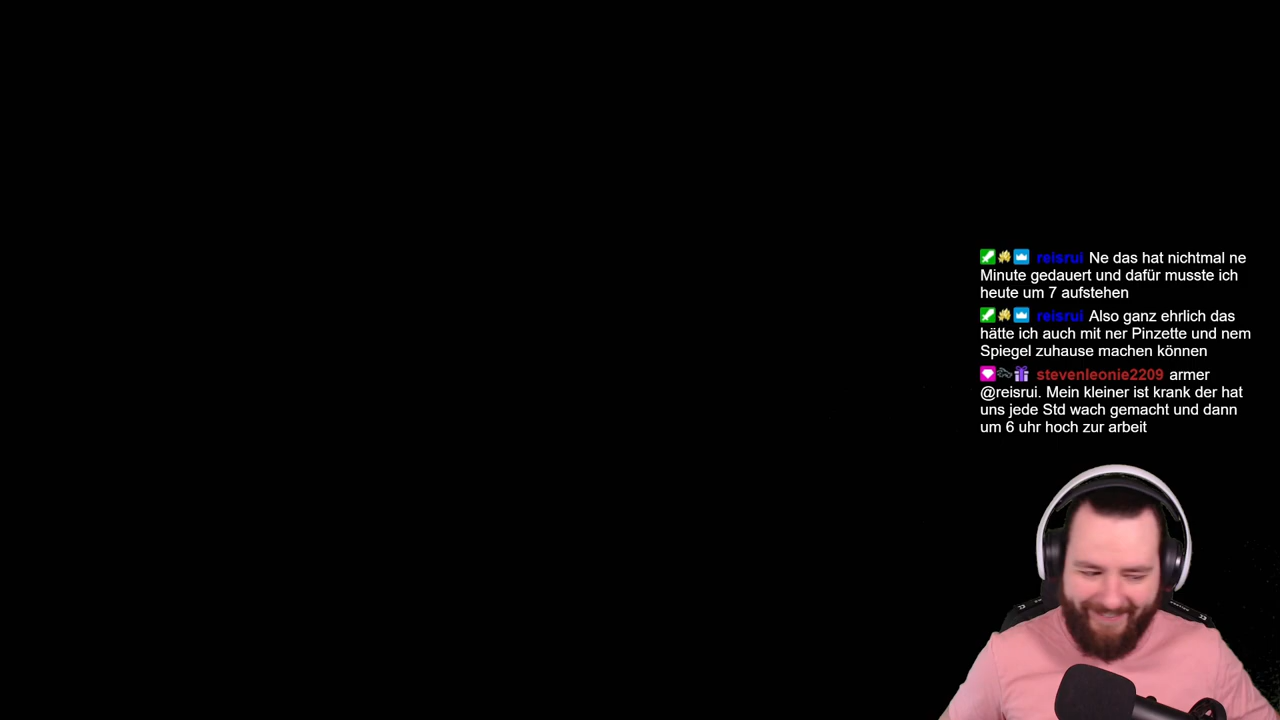 reisrui Ne das hat nichtmal ne
Minute gedauert und dafür musste ich
heute um 7 aufstehen
reisrui Also ganz ehrlich das
hätte ich auch mit ner Pinzette und nem
Spiegel zuhause machen können
stevenleonie2209 armer
@reisrui. Mein kleiner ist krank der hat
uns jede Std wach gemacht und dann
um 6 uhr hoch zur arbeit